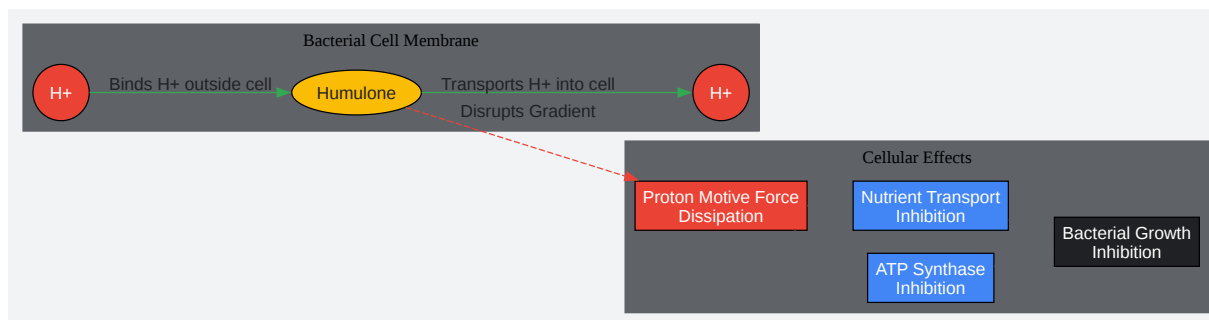 Bacterial Cell Membrane
H+
Binds H+ outside cell
Humulone
Transports H+ into cell
H+
Disrupts Gradient
Cellular Effects
Proton Motive Force
Dissipation
Nutrient Transport
Inhibition
ATP Synthase
Inhibition
Bacterial Growth
Inhibition